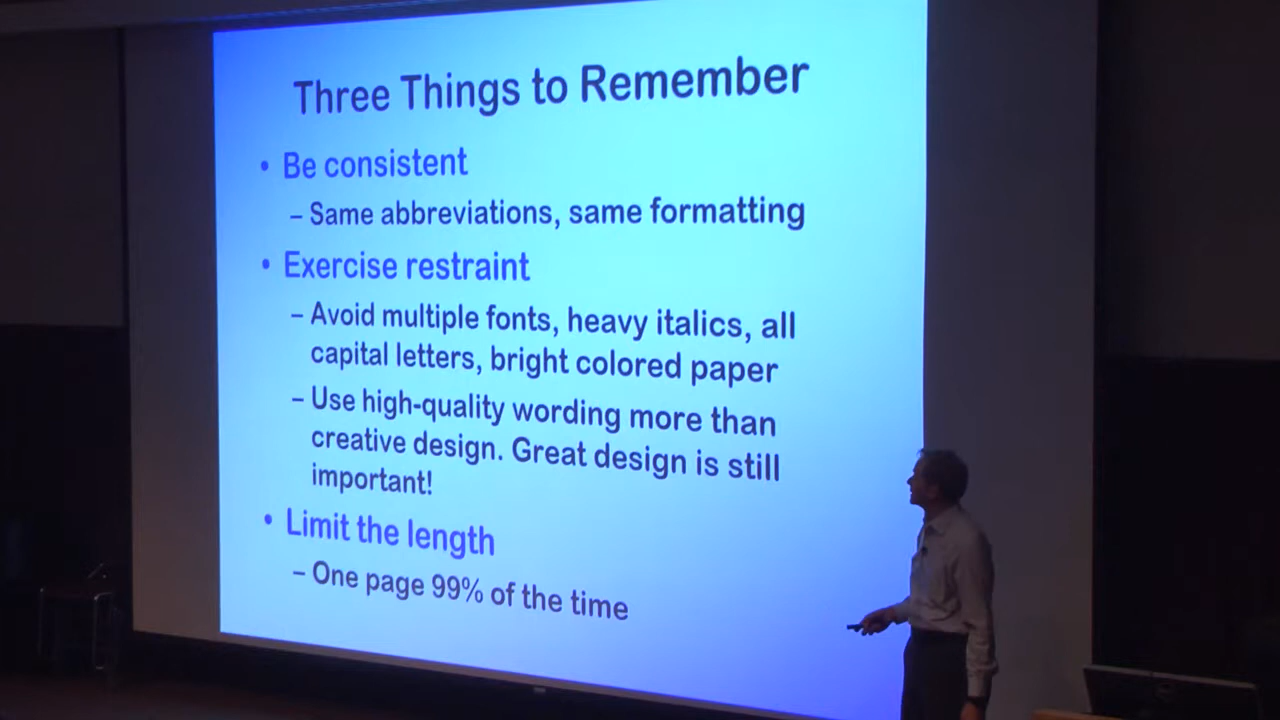 Three Things to Remember
• Be consistent
– Same abbreviations, same formatting
• Exercise restraint
– Avoid multiple fonts, heavy italics, all
capital letters, bright colored paper
– Use high-quality wording more than
creative design. Great design is still
important!
• Limit the length
– One page 99% of the time